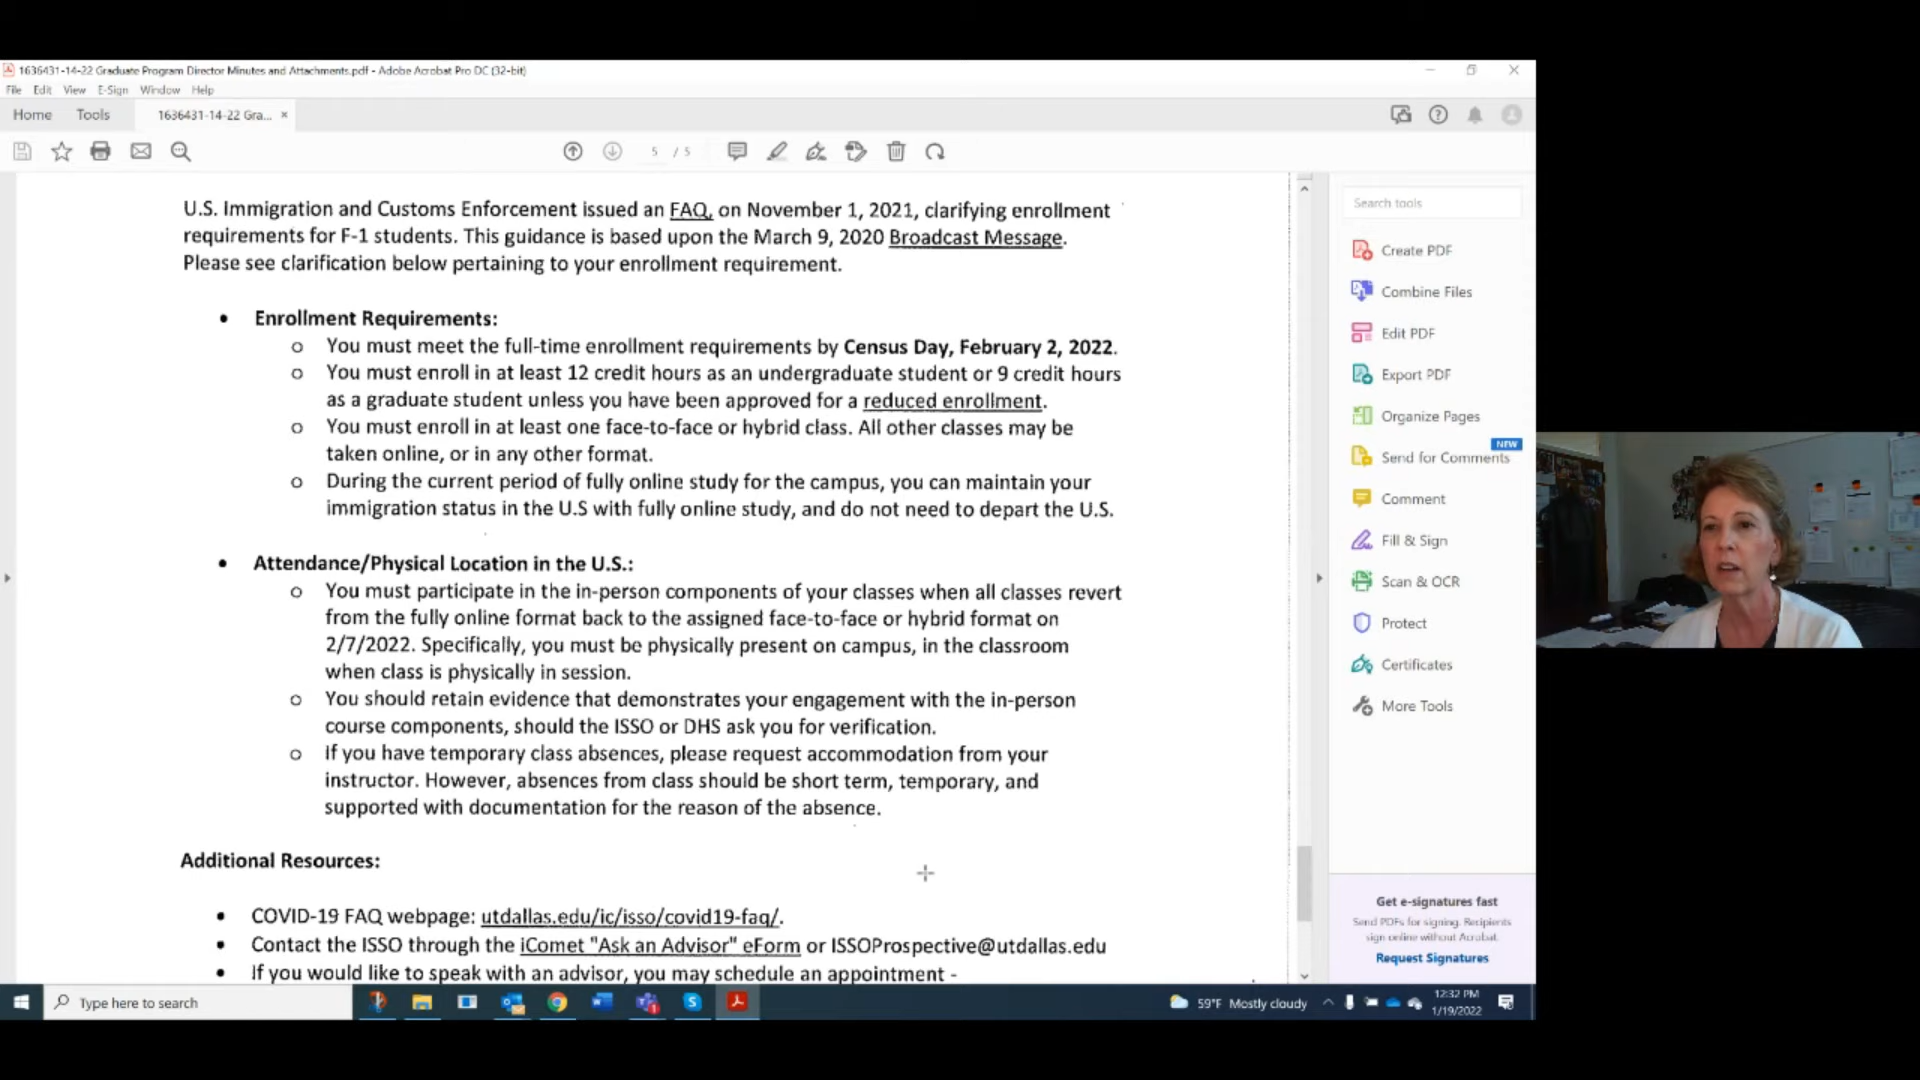 1636431-14-22 Graduate Program Director Minutes and Attachments.pdf - Adobe Acrobat Pro DC (32-bit)
File Edit View E-Sign Window Help
Home Tools 1636431-14-22 Gra... ×
5 / 5
U.S. Immigration and Customs Enforcement issued an FAQ, on November 1, 2021, clarifying enrollment
requirements for F-1 students. This guidance is based upon the March 9, 2020 Broadcast Message.
Please see clarification below pertaining to your enrollment requirement.
• Enrollment Requirements:
o You must meet the full-time enrollment requirements by Census Day, February 2, 2022.
o You must enroll in at least 12 credit hours as an undergraduate student or 9 credit hours
as a graduate student unless you have been approved for a reduced enrollment.
o You must enroll in at least one face-to-face or hybrid class. All other classes may be
taken online, or in any other format.
o During the current period of fully online study for the campus, you can maintain your
immigration status in the U.S with fully online study, and do not need to depart the U.S.
• Attendance/Physical Location in the U.S.:
o You must participate in the in-person components of your classes when all classes revert
from the fully online format back to the assigned face-to-face or hybrid format on
2/7/2022. Specifically, you must be physically present on campus, in the classroom
when class is physically in session.
o You should retain evidence that demonstrates your engagement with the in-person
course components, should the ISSO or DHS ask you for verification.
o If you have temporary class absences, please request accommodation from your
instructor. However, absences from class should be short term, temporary, and
supported with documentation for the reason of the absence.
Additional Resources:
• COVID-19 FAQ webpage: utdallas.edu/ic/isso/covid19-faq/.
• Contact the ISSO through the iComet "Ask an Advisor" eForm or ISSOProspective@utdallas.edu
• If you would like to speak with an advisor, you may schedule an appointment -
Search tools
Create PDF
Combine Files
Edit PDF
Export PDF
Organize Pages
NEW
Send for Comments
Comment
Fill & Sign
Scan & OCR
Protect
Certificates
More Tools
Get e-signatures fast
Send PDFs for signing. Recipients
sign online without Acrobat.
Request Signatures
Type here to search
59°F Mostly cloudy
12:32 PM
1/19/2022